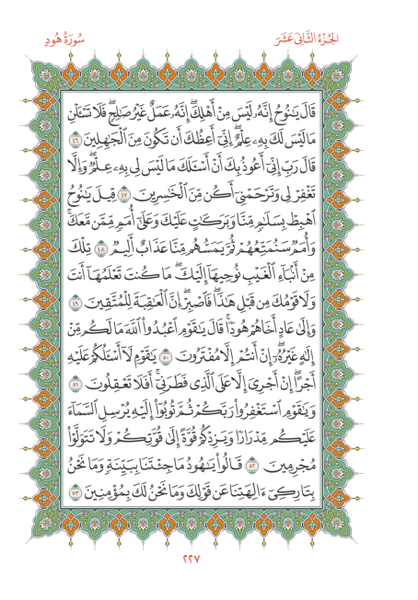 الجُزْءُ الثَّانِيَ عَشَرَ
سُورَةُ هُودٍ
قَالَ يَٰنُوحُ إِنَّهُۥ لَيْسَ مِنْ أَهْلِكَۖ إِنَّهُۥ عَمَلٌ غَيْرُ صَٰلِحٖۖ فَلَا تَسْـَٔلْنِ
مَا لَيْسَ لَكَ بِهِۦ عِلْمٌۖ إِنِّيٓ أَعِظُكَ أَن تَكُونَ مِنَ ٱلْجَٰهِلِينَ ٤٦
قَالَ رَبِّ إِنِّيٓ أَعُوذُ بِكَ أَنْ أَسْـَٔلَكَ مَا لَيْسَ لِي بِهِۦ عِلْمٌۖ وَإِلَّا
تَغْفِرْ لِي وَتَرْحَمْنِيٓ أَكُن مِّنَ ٱلْخَٰسِرِينَ ٤٧ قِيلَ يَٰنُوحُ
ٱهْبِطْ بِسَلَٰمٖ مِّنَّا وَبَرَكَٰتٍ عَلَيْكَ وَعَلَىٰٓ أُمَمٖ مِّمَّن مَّعَكَۚ
وَأُمَمٌ سَنُمَتِّعُهُمْ ثُمَّ يَمَسُّهُم مِّنَّا عَذَابٌ أَلِيمٌ ٤٨ تِلْكَ
مِنْ أَنۢبَآءِ ٱلْغَيْبِ نُوحِيهَآ إِلَيْكَۖ مَا كُنتَ تَعْلَمُهَآ أَنتَ
وَلَا قَوْمُكَ مِن قَبْلِ هَٰذَاۖ فَٱصْبِرْۖ إِنَّ ٱلْعَٰقِبَةَ لِلْمُتَّقِينَ ٤٩
وَإِلَىٰ عَادٍ أَخَاهُمْ هُودٗاۚ قَالَ يَٰقَوْمِ ٱعْبُدُوا۟ ٱللَّهَ مَا لَكُم مِّنْ
إِلَٰهٍ غَيْرُهُۥٓۖ إِنْ أَنتُمْ إِلَّا مُفْتَرُونَ ٥٠ يَٰقَوْمِ لَآ أَسْـَٔلُكُمْ عَلَيْهِ
أَجْرًاۖ إِنْ أَجْرِيَ إِلَّا عَلَى ٱلَّذِي فَطَرَنِيٓۚ أَفَلَا تَعْقِلُونَ ٥١
وَيَٰقَوْمِ ٱسْتَغْفِرُوا۟ رَبَّكُمْ ثُمَّ تُوبُوٓا۟ إِلَيْهِ يُرْسِلِ ٱلسَّمَآءَ
عَلَيْكُم مِّدْرَارٗا وَيَزِدْكُمْ قُوَّةً إِلَىٰ قُوَّتِكُمْ وَلَا تَتَوَلَّوْا۟
مُجْرِمِينَ ٥٢ قَالُوا۟ يَٰهُودُ مَا جِئْتَنَا بِبَيِّنَةٖ وَمَا نَحْنُ
بِتَارِكِيٓ ءَالِهَتِنَا عَن قَوْلِكَ وَمَا نَحْنُ لَكَ بِمُؤْمِنِينَ ٥٣
٢٢٧